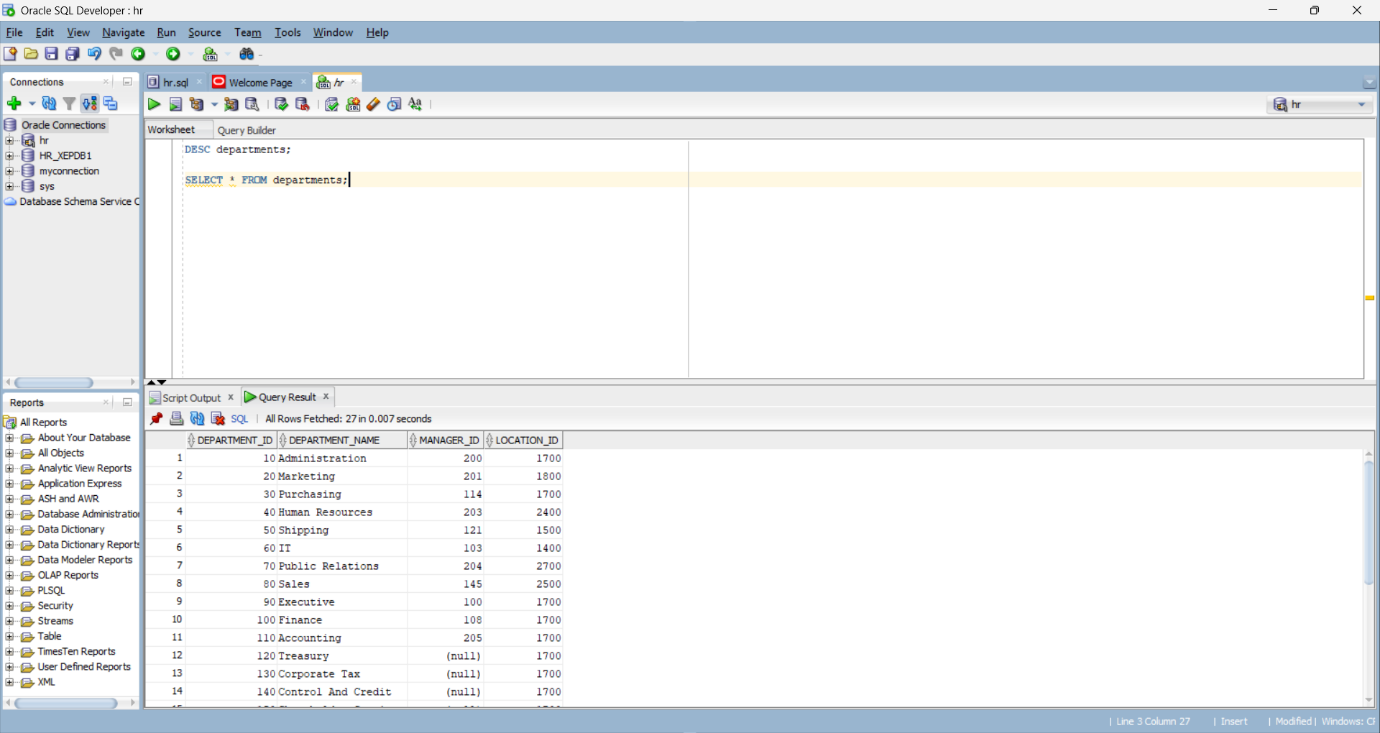 Oracle SQL Developer : hr
File Edit View Navigate Run Source Team Tools Window Help
Connections
Oracle Connections
hr
HR_XEPDB1
myconnection
sys
Database Schema Service C
hr.sql Welcome Page hr
hr
Worksheet Query Builder
DESC departments;
SELECT * FROM departments;
Reports
All Reports
About Your Database
All Objects
Analytic View Reports
Application Express
ASH and AWR
Database Administration
Data Dictionary
Data Dictionary Reports
Data Modeler Reports
OLAP Reports
PLSQL
Security
Streams
Table
TimesTen Reports
User Defined Reports
XML
Script Output x Query Result x
SQL | All Rows Fetched: 27 in 0.007 seconds
DEPARTMENT_ID DEPARTMENT_NAME MANAGER_ID LOCATION_ID
1 10 Administration 200 1700
2 20 Marketing 201 1800
3 30 Purchasing 114 1700
4 40 Human Resources 203 2400
5 50 Shipping 121 1500
6 60 IT 103 1400
7 70 Public Relations 204 2700
8 80 Sales 145 2500
9 90 Executive 100 1700
10 100 Finance 108 1700
11 110 Accounting 205 1700
12 120 Treasury (null) 1700
13 130 Corporate Tax (null) 1700
14 140 Control And Credit (null) 1700
| Line 3 Column 27 | Insert | Modified | Windows: CF